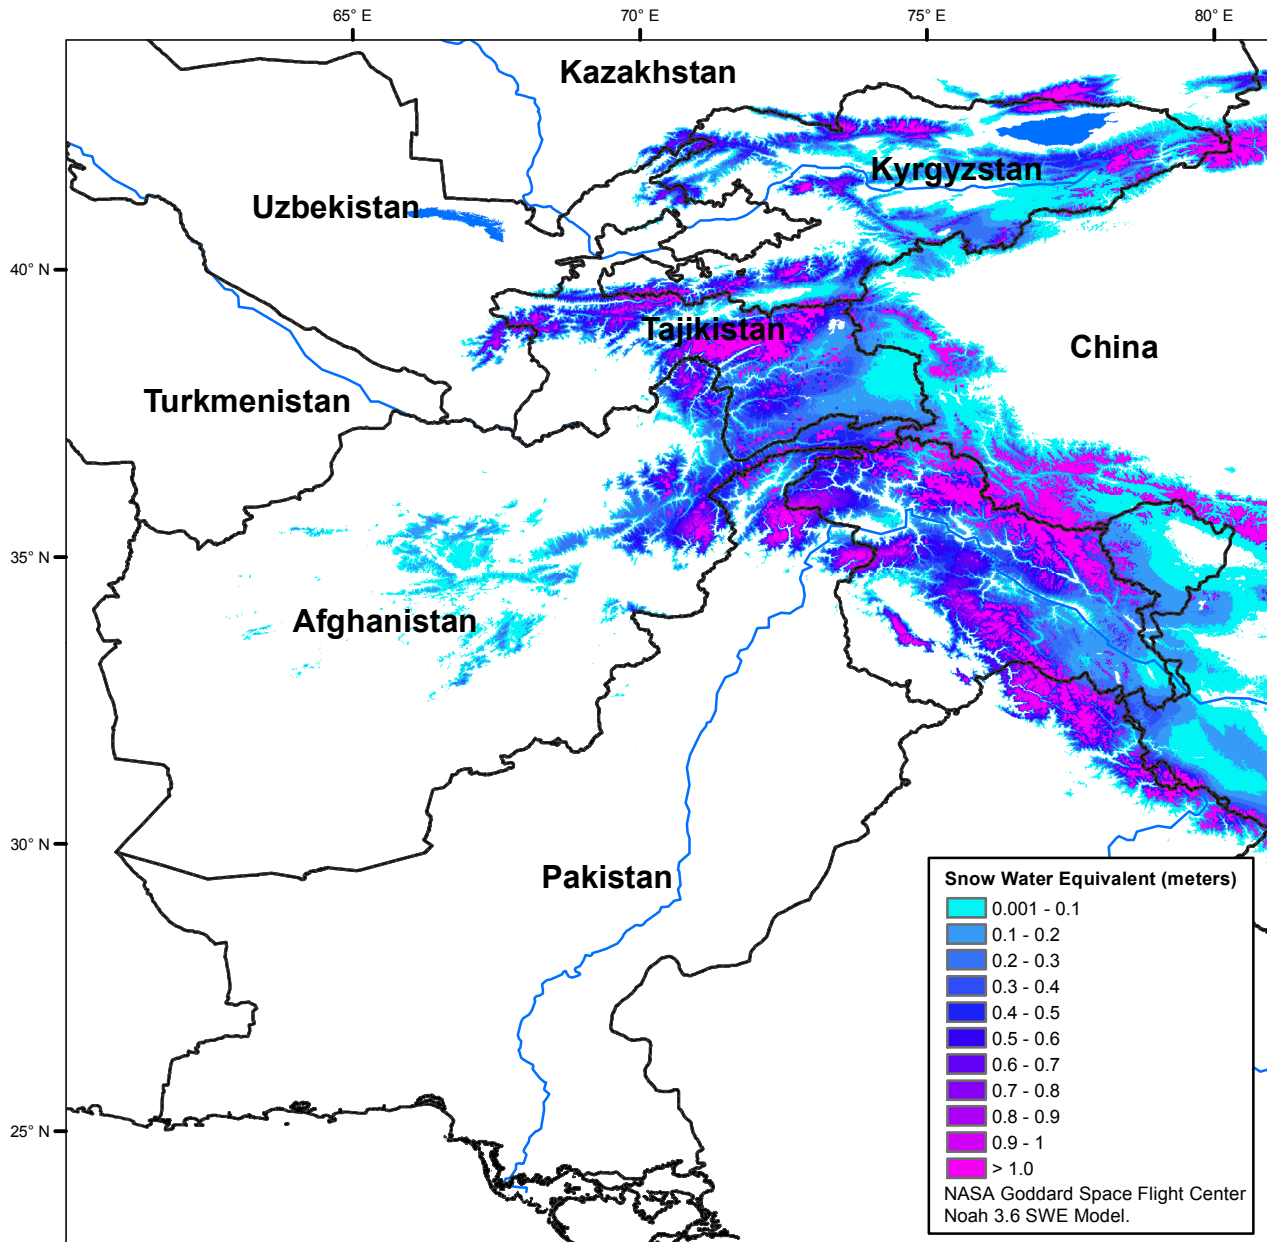 65° E
70° E
75° E
80° E
Kazakhstan
Kyrgyzstan
Uzbekistan
40° N
Tajikistan
China
Turkmenistan
35° N
Afghanistan
30° N
Pakistan
25° N
Snow Water Equivalent (meters)
0.001 - 0.1
0.1 - 0.2
0.2 - 0.3
0.3 - 0.4
0.4 - 0.5
0.5 - 0.6
0.6 - 0.7
0.7 - 0.8
0.8 - 0.9
0.9 - 1
> 1.0
NASA Goddard Space Flight Center
Noah 3.6 SWE Model.